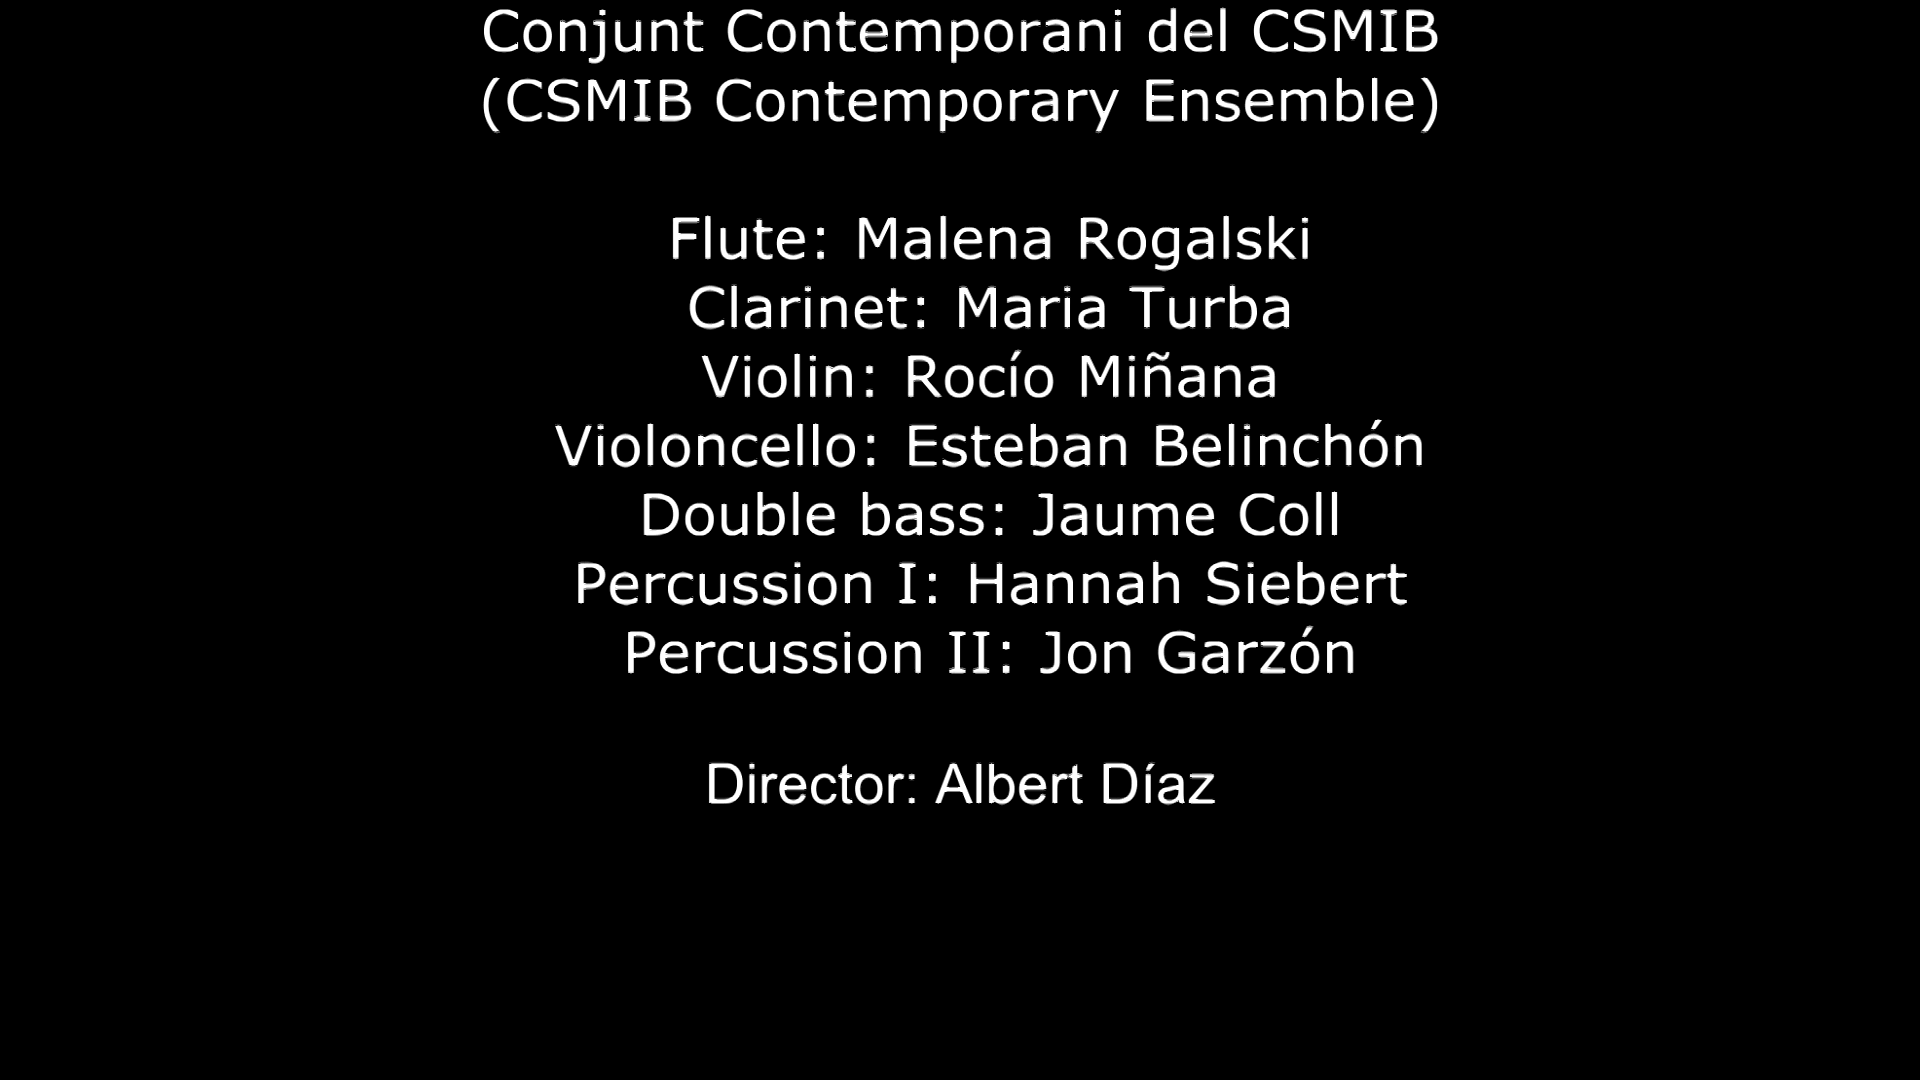 Conjunt Contemporani del CSMIB
(CSMIB Contemporary Ensemble)
Flute: Malena Rogalski
Clarinet: Maria Turba
Violin: Rocío Miñana
Violoncello: Esteban Belinchón
Double bass: Jaume Coll
Percussion I: Hannah Siebert
Percussion II: Jon Garzón
Director: Albert Díaz